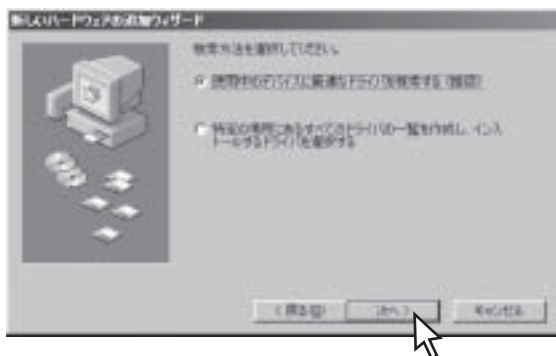 新しいハードウェアの追加ウィザード
検索方法を選択してください。
使用中のデバイスに最適なドライバを検索する (推奨)
特定の場所にあるすべてのドライバの一覧を作成し、インス
トールするドライバを選択する
< 戻る(B)
次へ >
キャンセル